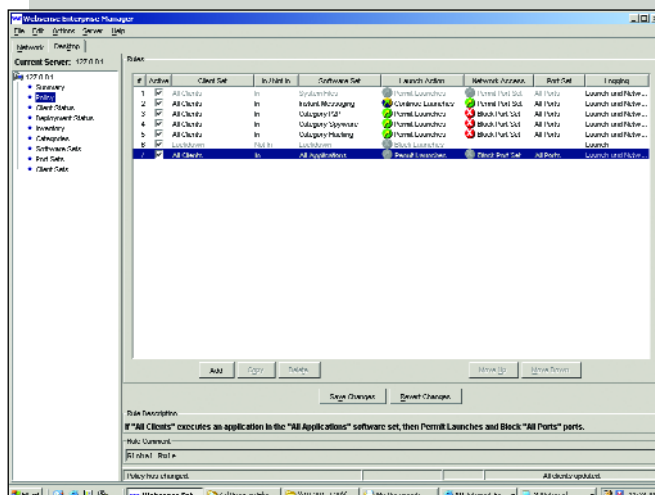 Websense Enterprise Manager
File Edit Actions Server Help
Network Desktop
Current Server: 127.0.0.1
127.0.0.1
Summary
Policy
Client Status
Deployment Status
Inventory
Categories
Software Sets
Port Sets
Client Sets
Rules
# Active Client Set In / Not In Software Set Launch Action Network Access Port Set Logging
1 All Clients In System Files Permit Launches Permit Port Set All Ports Launch and Netw...
2 All Clients In Instant Messaging Continue Launches Permit Port Set All Ports Launch and Netw...
3 All Clients In Category P2P Permit Launches Block Port Set All Ports Launch and Netw...
4 All Clients In Category Spyware Permit Launches Block Port Set All Ports Launch and Netw...
5 All Clients In Category Hacking Permit Launches Block Port Set All Ports Launch and Netw...
6 Lockdown Not In Lockdown Block Launches Launch
7 All Clients In All Applications Permit Launches Block Port Set All Ports Launch and Netw...
Add Copy Delete Move Up Move Down
Save Changes Revert Changes
Rule Description
If "All Clients" executes an application in the "All Applications" software set, then Permit Launches and Block "All Ports" ports.
Rule Comment
Global Rule
Policy has changed. All clients updated.
Websense Ent...